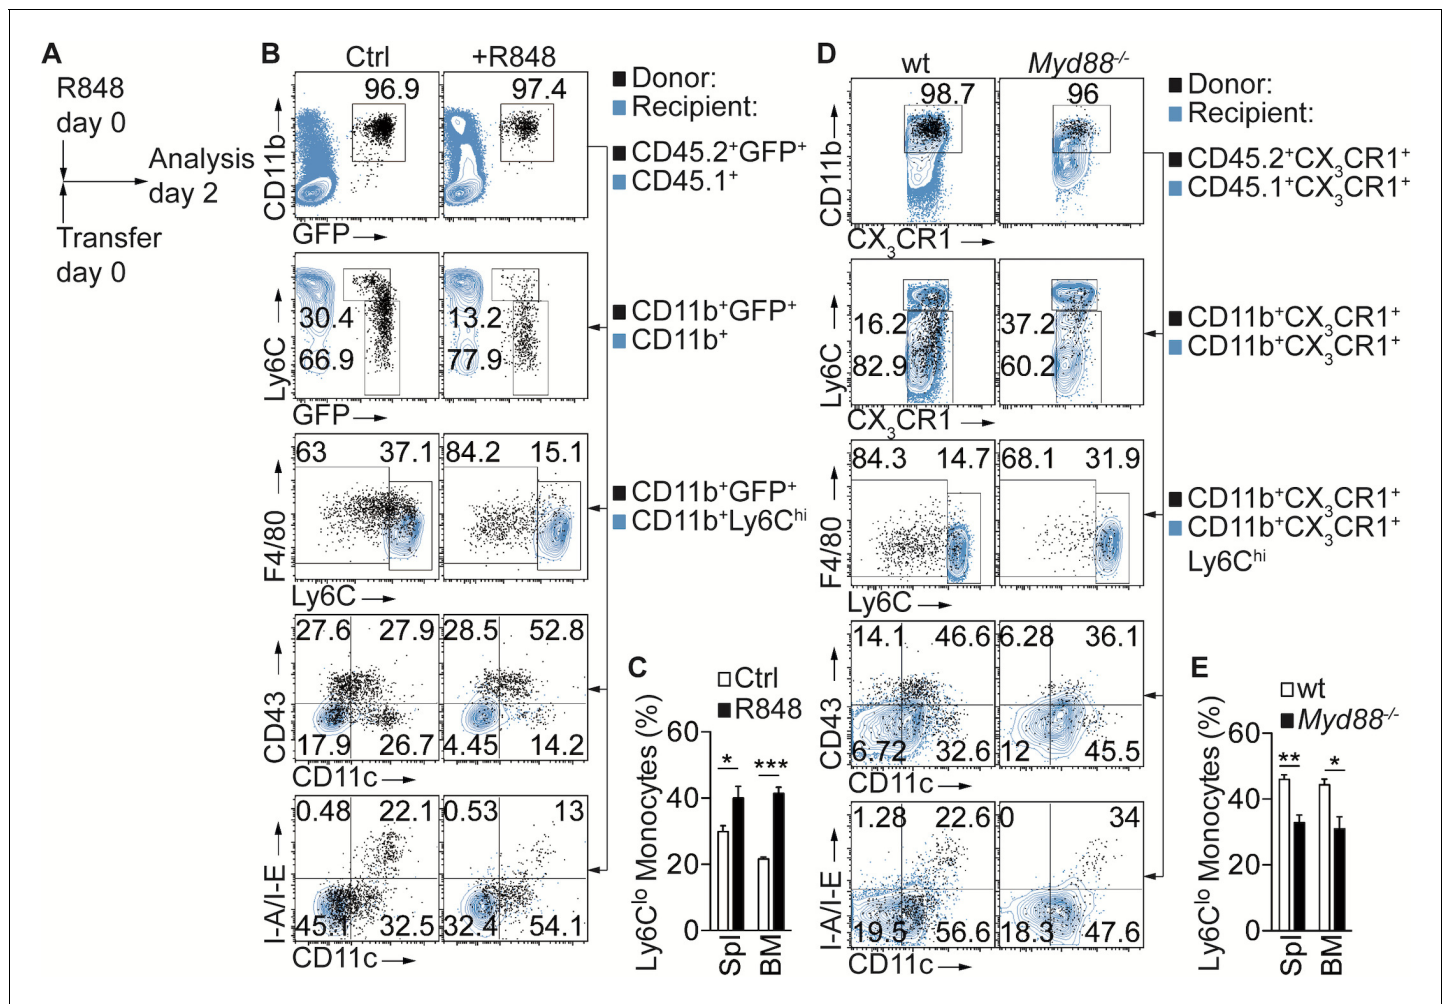 A
R848
day 0
Analysis
day 2
Transfer
day 0
B
Ctrl
+R848
96.9
97.4
CD11b
GFP
Donor:
Recipient:
CD45.2⁺GFP⁺
CD45.1⁺
30.4
66.9
13.2
77.9
Ly6C
GFP
CD11b⁺GFP⁺
CD11b⁺
63 37.1
84.2 15.1
F4/80
Ly6C
CD11b⁺GFP⁺
CD11b⁺Ly6Cʰⁱ
27.6 27.9
28.5 52.8
17.9 26.7
4.45 14.2
CD43
CD11c
0.48 22.1
0.53 13
45.1 32.5
32.4 54.1
I-A/I-E
CD11c
C
Ctrl
R848
Ly6Cˡᵒ Monocytes (%)
60
40
20
0
*
***
Spl
BM
D
wt
Myd88⁻/⁻
98.7
96
CD11b
CX₃CR1
Donor:
Recipient:
CD45.2⁺CX₃CR1⁺
CD45.1⁺CX₃CR1⁺
16.2
82.9
37.2
60.2
Ly6C
CX₃CR1
CD11b⁺CX₃CR1⁺
CD11b⁺CX₃CR1⁺
84.3 14.7
68.1 31.9
F4/80
Ly6C
CD11b⁺CX₃CR1⁺
CD11b⁺CX₃CR1⁺
Ly6Cʰⁱ
14.1 46.6
6.28 36.1
6.72 32.6
12 45.5
CD43
CD11c
1.28 22.6
0 34
19.5 56.6
18.3 47.6
I-A/I-E
CD11c
E
wt
Myd88⁻/⁻
Ly6Cˡᵒ Monocytes (%)
60
40
20
0
**
*
Spl
BM